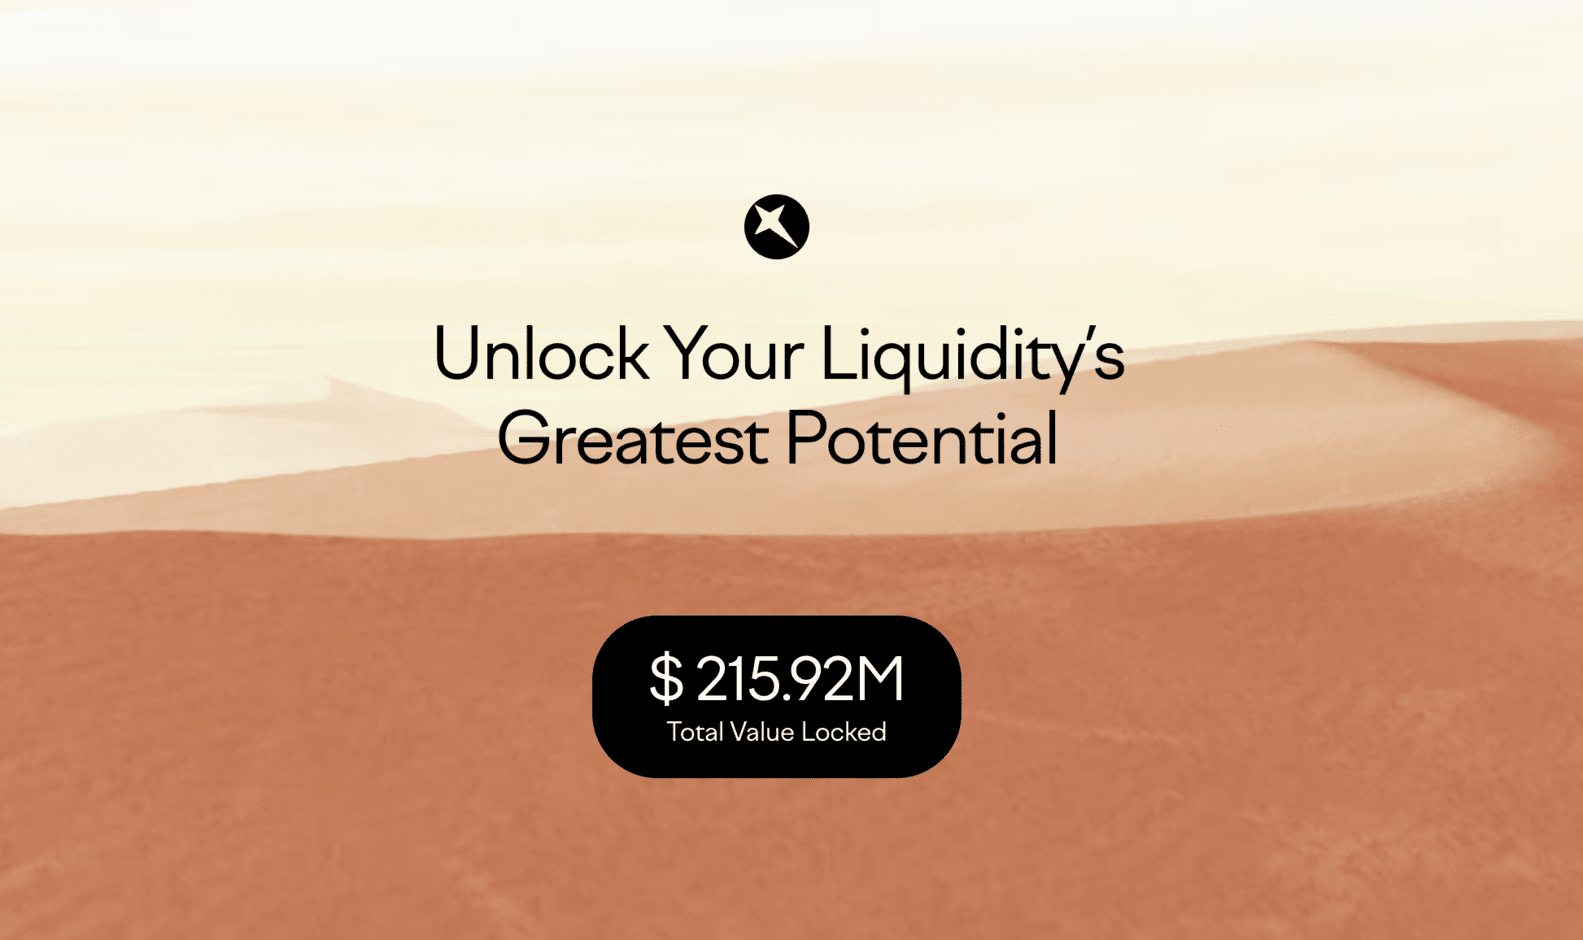 Unlock Your Liquidity’s
Greatest Potential
$ 215.92M
Total Value Locked